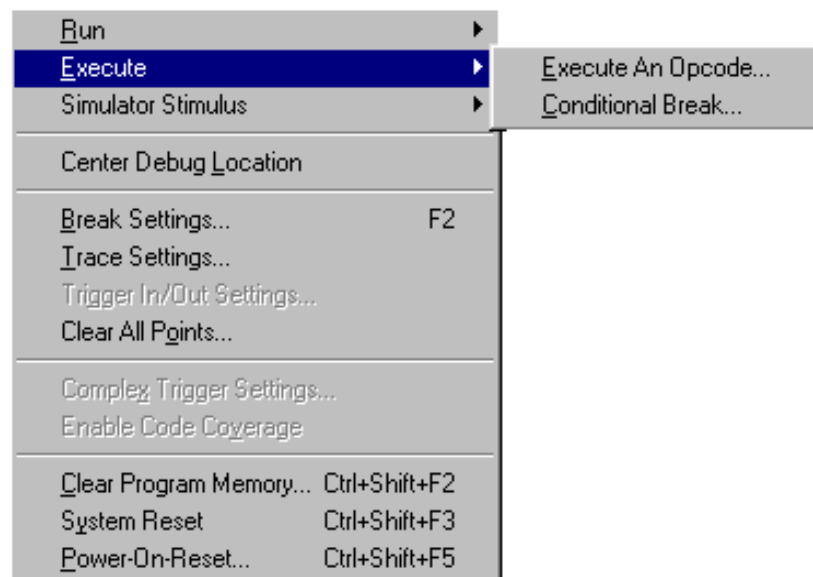 Run
Execute
Execute An Opcode...
Simulator Stimulus
Conditional Break...
Center Debug Location
Break Settings... F2
Trace Settings...
Trigger In/Out Settings...
Clear All Points...
Complex Trigger Settings...
Enable Code Coverage
Clear Program Memory... Ctrl+Shift+F2
System Reset Ctrl+Shift+F3
Power-On-Reset... Ctrl+Shift+F5